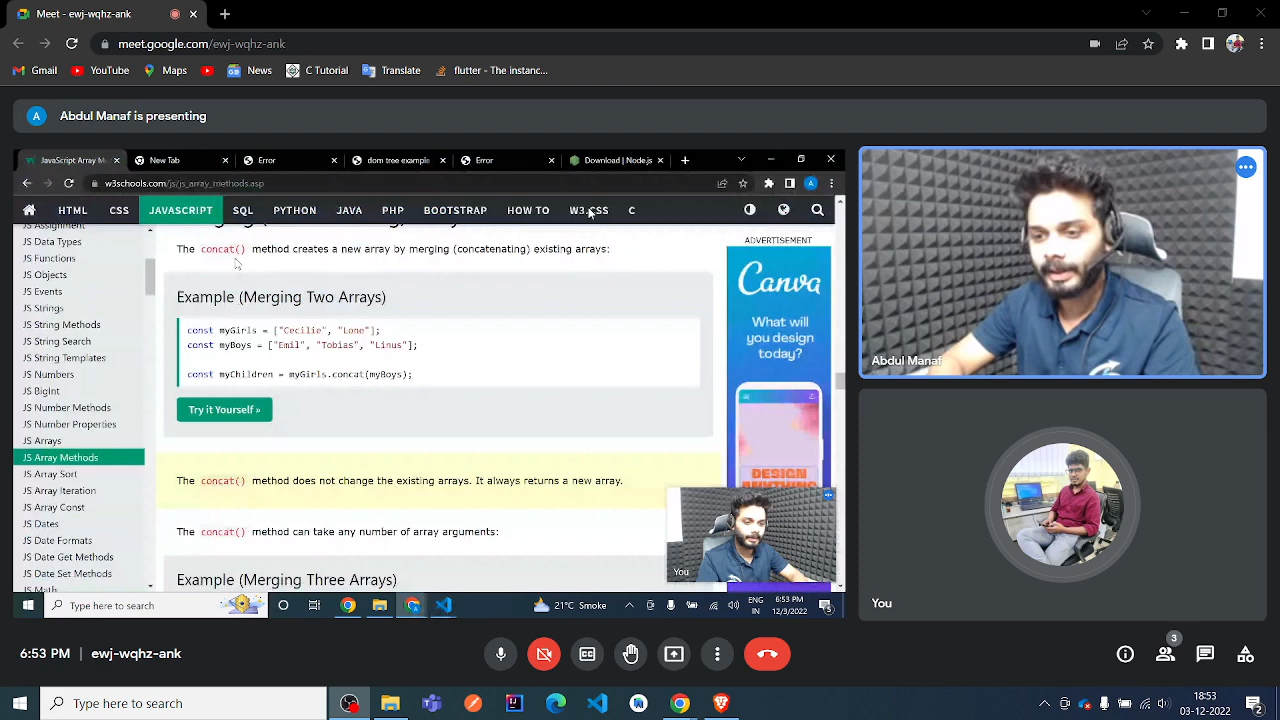 Meet - ewj-wqhz-ank
meet.google.com/ewj-wqhz-ank
Gmail
YouTube
Maps
News
C Tutorial
Translate
flutter - The instanc...
A
Abdul Manaf is presenting
JavaScript Array M
New Tab
Error
dom tree example
Error
Download | Node.js
w3schools.com/js/js_array_methods.asp
A
HTML
CSS
JAVASCRIPT
SQL
PYTHON
JAVA
PHP
BOOTSTRAP
HOW TO
W3.CSS
C
JS Assignment
JS Data Types
JS Functions
JS Objects
JS Events
JS Strings
JS String Methods
JS String Search
JS String Templates
JS Numbers
JS BigInt
JS Number Methods
JS Number Properties
JS Arrays
JS Array Methods
JS Array Sort
JS Array Iteration
JS Array Const
JS Dates
JS Date Formats
JS Date Get Methods
JS Date Set Methods
JS Math
The concat() method creates a new array by merging (concatenating) existing arrays:
Example (Merging Two Arrays)
const myGirls = ["Cecilie", "Lone"];
const myBoys = ["Emil", "Tobias", "Linus"];
const myChildren = myGirls.concat(myBoys);
Try it Yourself »
The concat() method does not change the existing arrays. It always returns a new array.
The concat() method can take any number of array arguments:
Example (Merging Three Arrays)
ADVERTISEMENT
Canva
What will
you design
today?
DESIGN
You
Type here to search
21°C Smoke
ENG
IN
6:53 PM
12/3/2022
Abdul Manaf
You
6:53 PM | ewj-wqhz-ank
3
Type here to search
18:53
03-12-2022
2